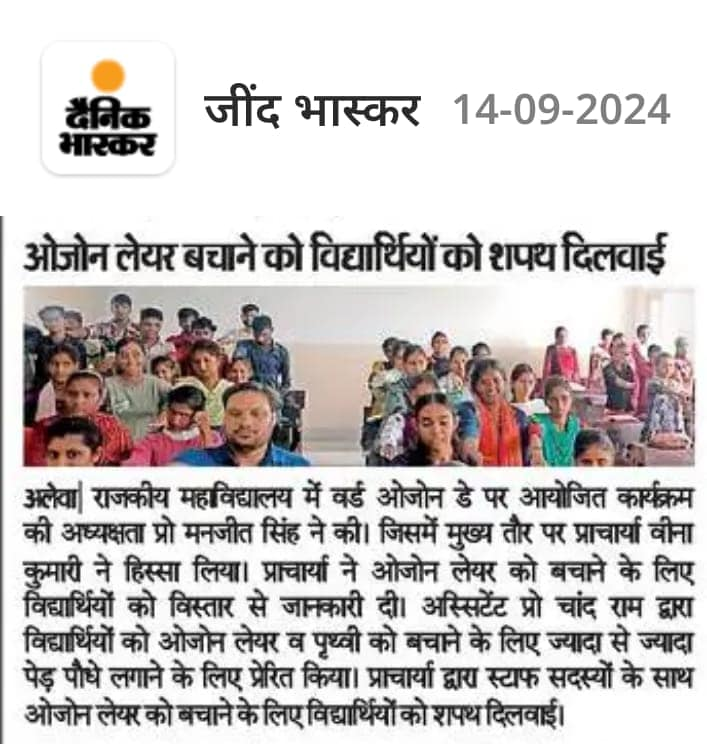 दैनिक
भास्कर
जींद भास्कर 14-09-2024
ओजोन लेयर बचाने को विद्यार्थियों को शपथ दिलवाई
अलेवा| राजकीय महाविद्यालय में वर्ड ओजोन डे पर आयोजित कार्यक्रम
की अध्यक्षता प्रो मनजीत सिंह ने की। जिसमें मुख्य तौर पर प्राचार्या वीना
कुमारी ने हिस्सा लिया। प्राचार्या ने ओजोन लेयर को बचाने के लिए
विद्यार्थियों को विस्तार से जानकारी दी। अस्सिटेंट प्रो चांद राम द्वारा
विद्यार्थियों को ओजोन लेयर व पृथ्वी को बचाने के लिए ज्यादा से ज्यादा
पेड़ पौधे लगाने के लिए प्रेरित किया। प्राचार्या द्वारा स्टाफ सदस्यों के साथ
ओजोन लेयर को बचाने के लिए विद्यार्थियों को शपथ दिलवाई।